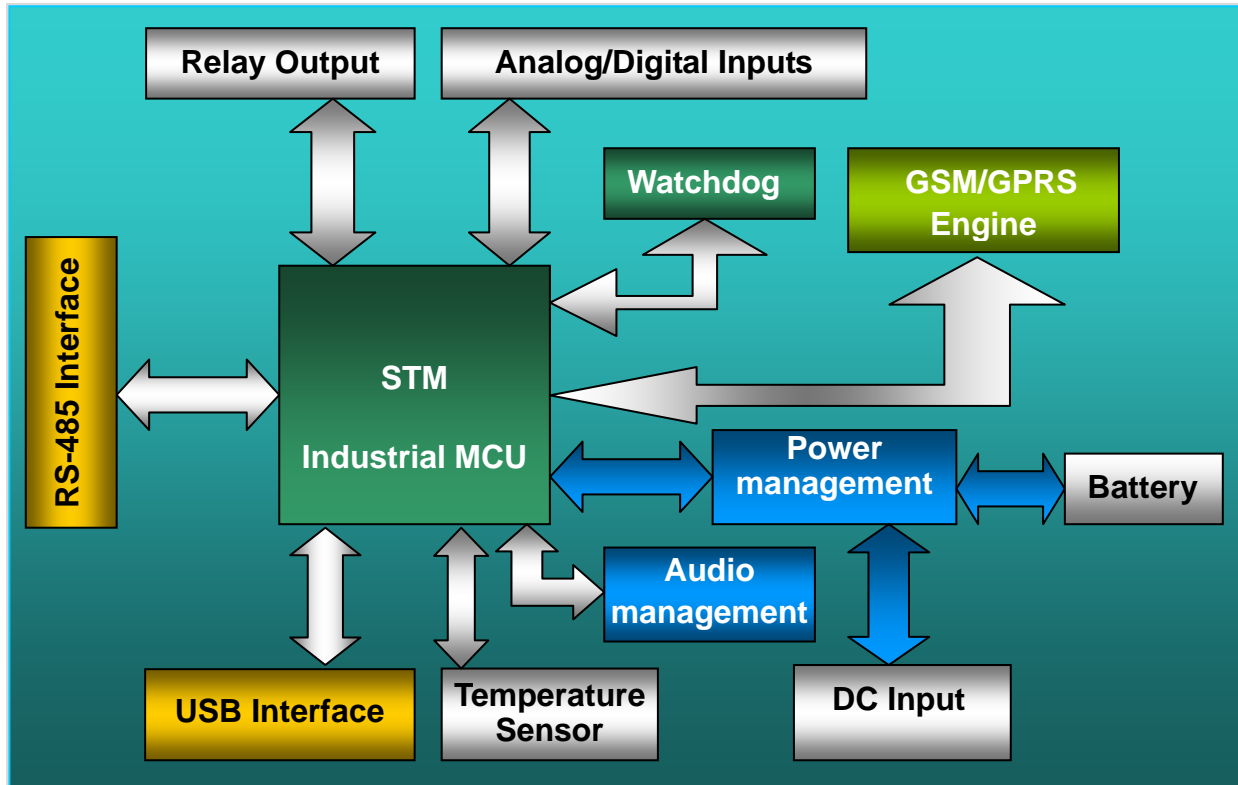 Relay Output
Analog/Digital Inputs
Watchdog
GSM/GPRS
Engine
RS-485 Interface
STM
Industrial MCU
Power
management
Battery
Audio
management
USB Interface
Temperature
Sensor
DC Input